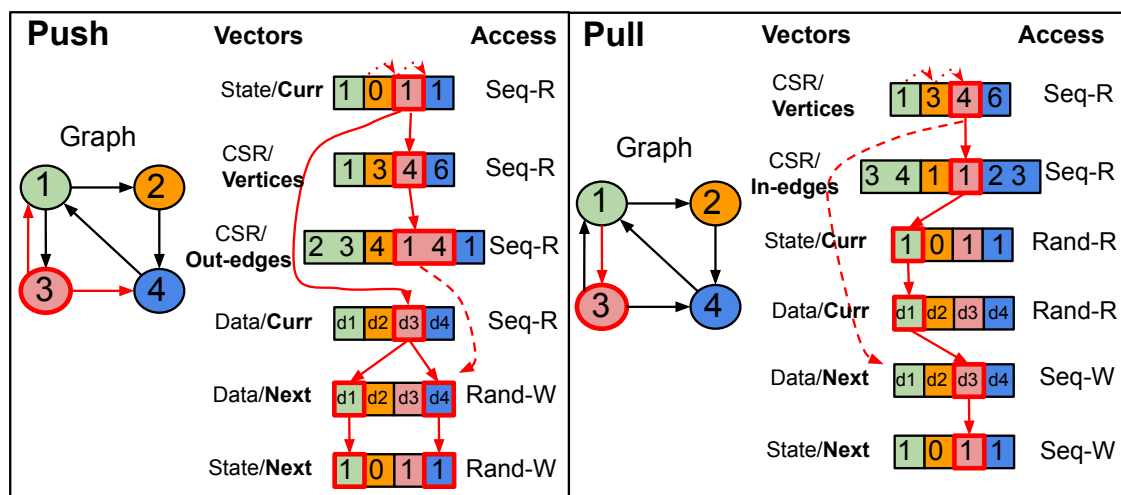 Push
Vectors
Access
State/Curr
1 0 1 1
Seq-R
Graph
1
2
3
4
CSR/
Vertices
1 3 4 6
Seq-R
CSR/
Out-edges
2 3 4 1 4 1
Seq-R
Data/Curr
d1 d2 d3 d4
Seq-R
Data/Next
d1 d2 d3 d4
Rand-W
State/Next
1 0 1 1
Rand-W
Pull
Vectors
Access
CSR/
Vertices
1 3 4 6
Seq-R
Graph
1
2
3
4
CSR/
In-edges
3 4 1 1 2 3
Seq-R
State/Curr
1 0 1 1
Rand-R
Data/Curr
d1 d2 d3 d4
Rand-R
Data/Next
d1 d2 d3 d4
Seq-W
State/Next
1 0 1 1
Seq-W